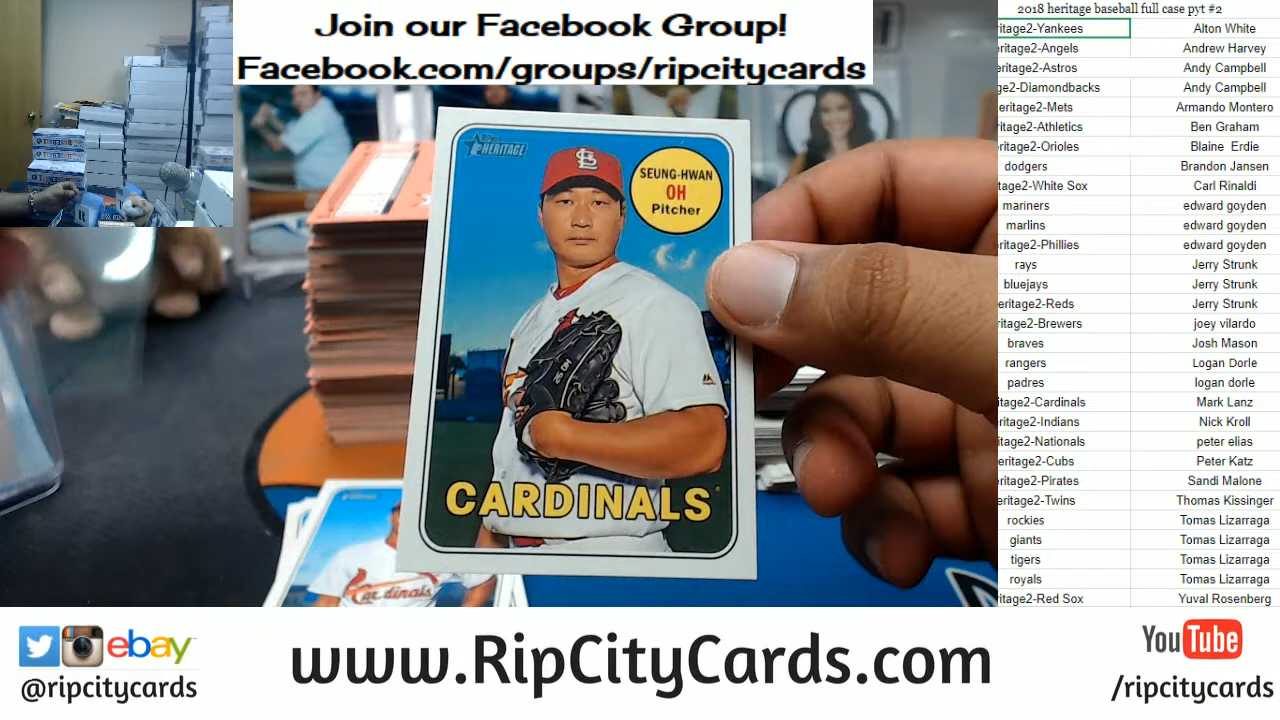 Join our Facebook Group!
Facebook.com/groups/ripcitycards
2018 heritage baseball full case pyt #2
ritage2-Yankees Alton White
eritage2-Angels Andrew Harvey
eritage2-Astros Andy Campbell
ge2-Diamondbacks Andy Campbell
eritage2-Mets Armando Montero
eritage2-Athletics Ben Graham
eritage2-Orioles Blaine Erdie
dodgers Brandon Jansen
itage2-White Sox Carl Rinaldi
mariners edward goyden
marlins edward goyden
eritage2-Phillies edward goyden
rays Jerry Strunk
bluejays Jerry Strunk
eritage2-Reds Jerry Strunk
ritage2-Brewers joey vilardo
braves Josh Mason
rangers Logan Dorle
padres logan dorle
itage2-Cardinals Mark Lanz
ritage2-Indians Nick Kroll
itage2-Nationals peter elias
eritage2-Cubs Peter Katz
eritage2-Pirates Sandi Malone
eritage2-Twins Thomas Kissinger
rockies Tomas Lizarraga
giants Tomas Lizarraga
tigers Tomas Lizarraga
royals Tomas Lizarraga
ritage2-Red Sox Yuval Rosenberg
HERITAGE
SEUNG-HWAN
OH
Pitcher
OH 26
CARDINALS
Cardinals
ebay
@ripcitycards
www.RipCityCards.com
YouTube
/ripcitycards